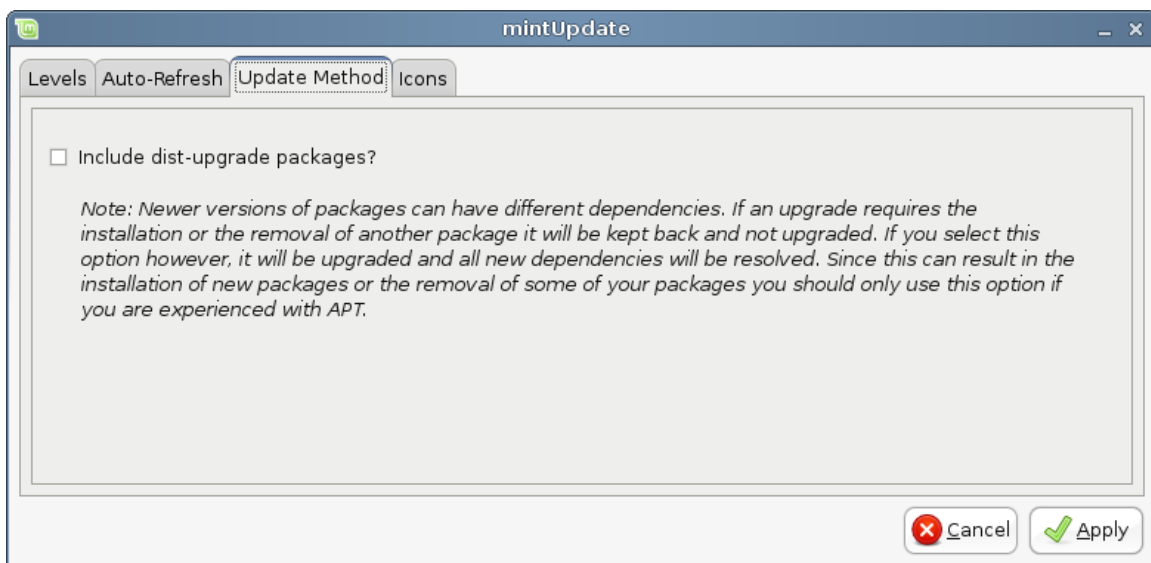 mintUpdate
Levels Auto-Refresh Update Method Icons
Include dist-upgrade packages?
Note: Newer versions of packages can have different dependencies. If an upgrade requires the
installation or the removal of another package it will be kept back and not upgraded. If you select this
option however, it will be upgraded and all new dependencies will be resolved. Since this can result in the
installation of new packages or the removal of some of your packages you should only use this option if
you are experienced with APT.
Cancel Apply